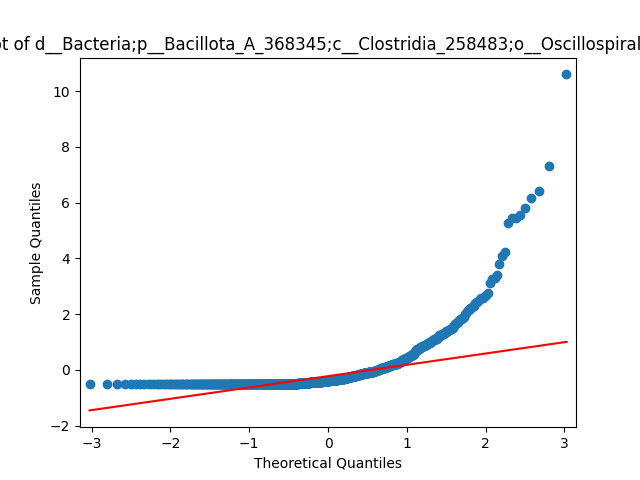 ot of d__Bacteria;p__Bacillota_A_368345;c__Clostridia_258483;o__Oscillospiral
10
8
6
4
2
0
−2
Sample Quantiles
−3 −2 −1 0 1 2 3
Theoretical Quantiles